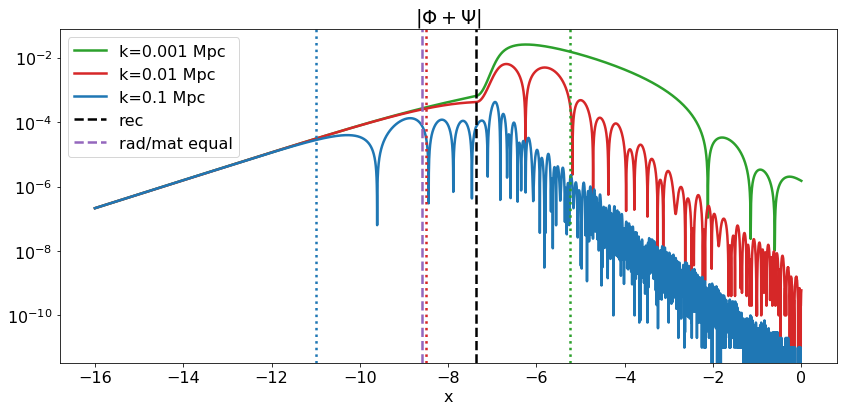 |Φ + Ψ|
k=0.001 Mpc
k=0.01 Mpc
k=0.1 Mpc
rec
rad/mat equal
10⁻²
10⁻⁴
10⁻⁶
10⁻⁸
10⁻¹⁰
−16 −14 −12 −10 −8 −6 −4 −2 0
x